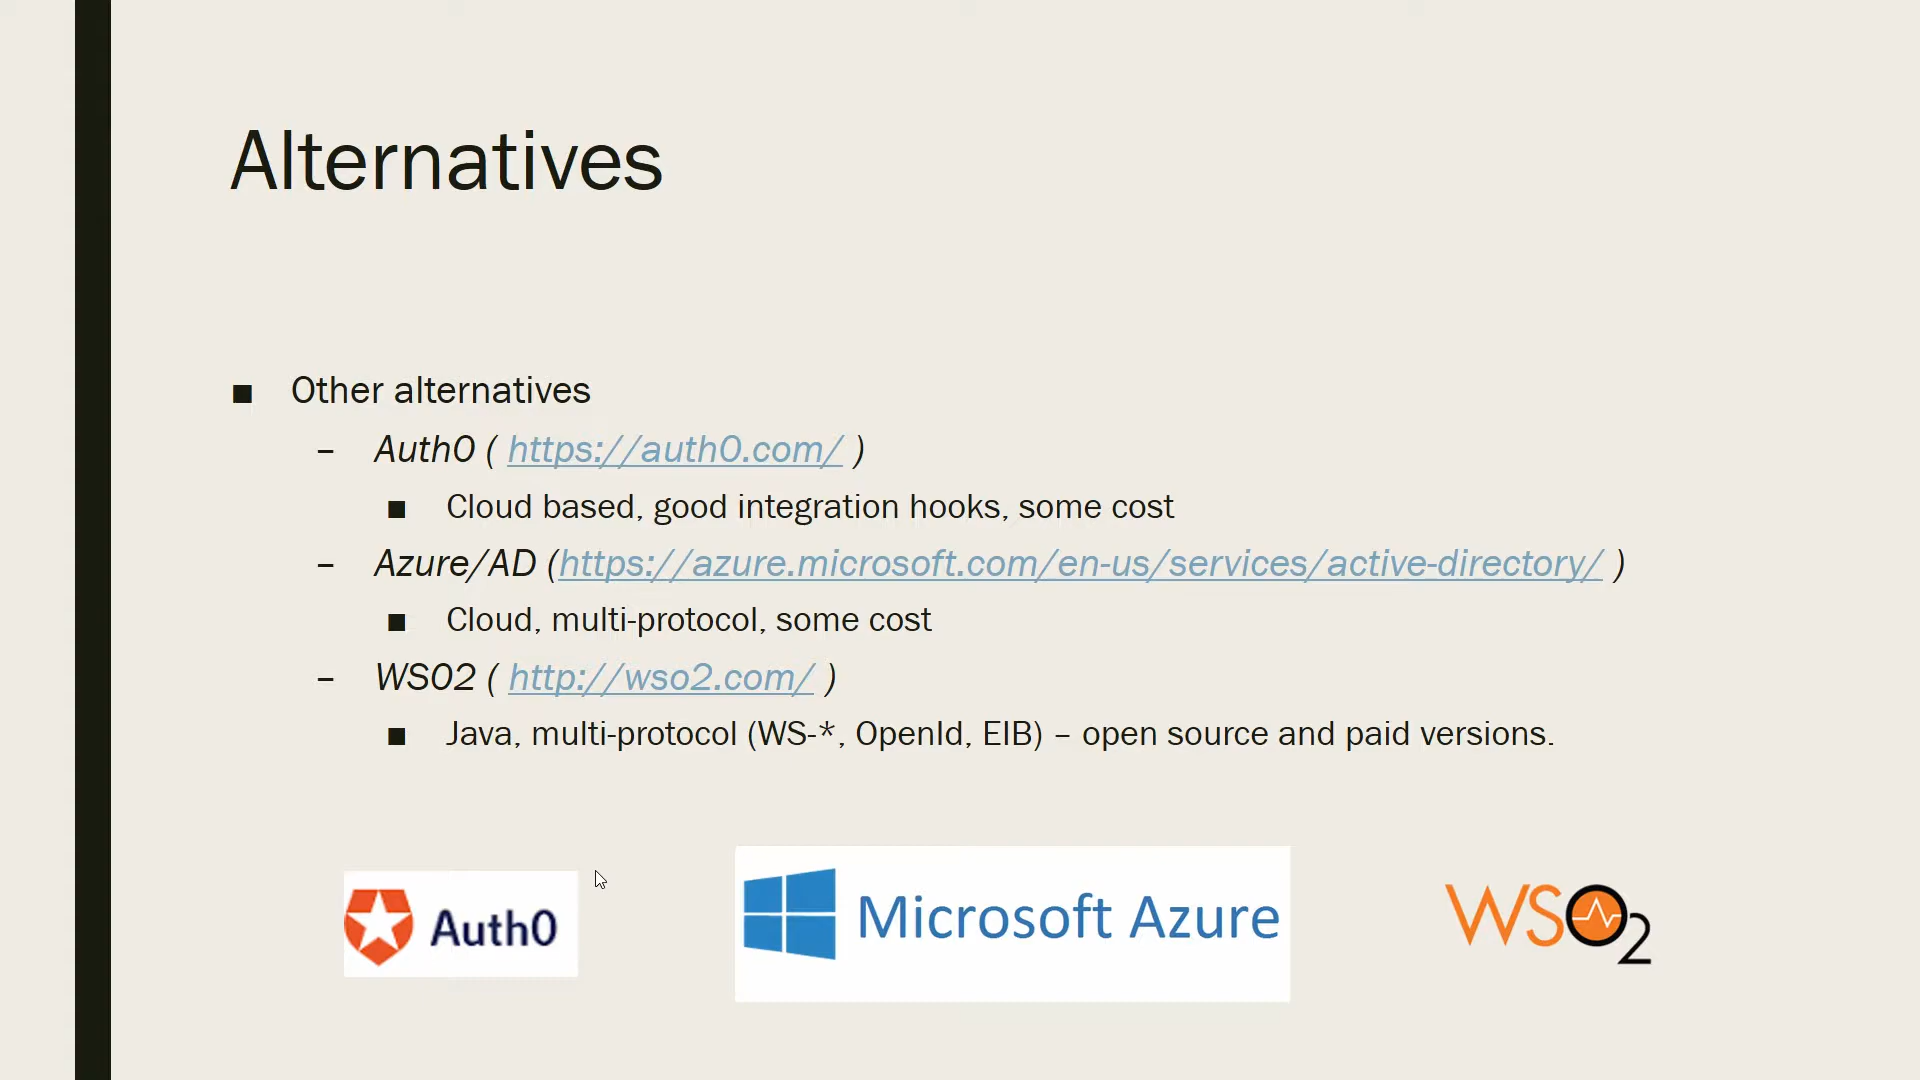 Alternatives
■ Other alternatives
– Auth0 ( https://auth0.com/ )
■ Cloud based, good integration hooks, some cost
– Azure/AD (https://azure.microsoft.com/en-us/services/active-directory/ )
■ Cloud, multi-protocol, some cost
– WSO2 ( http://wso2.com/ )
■ Java, multi-protocol (WS-*, OpenId, EIB) – open source and paid versions.
Auth0
Microsoft Azure
WSO2